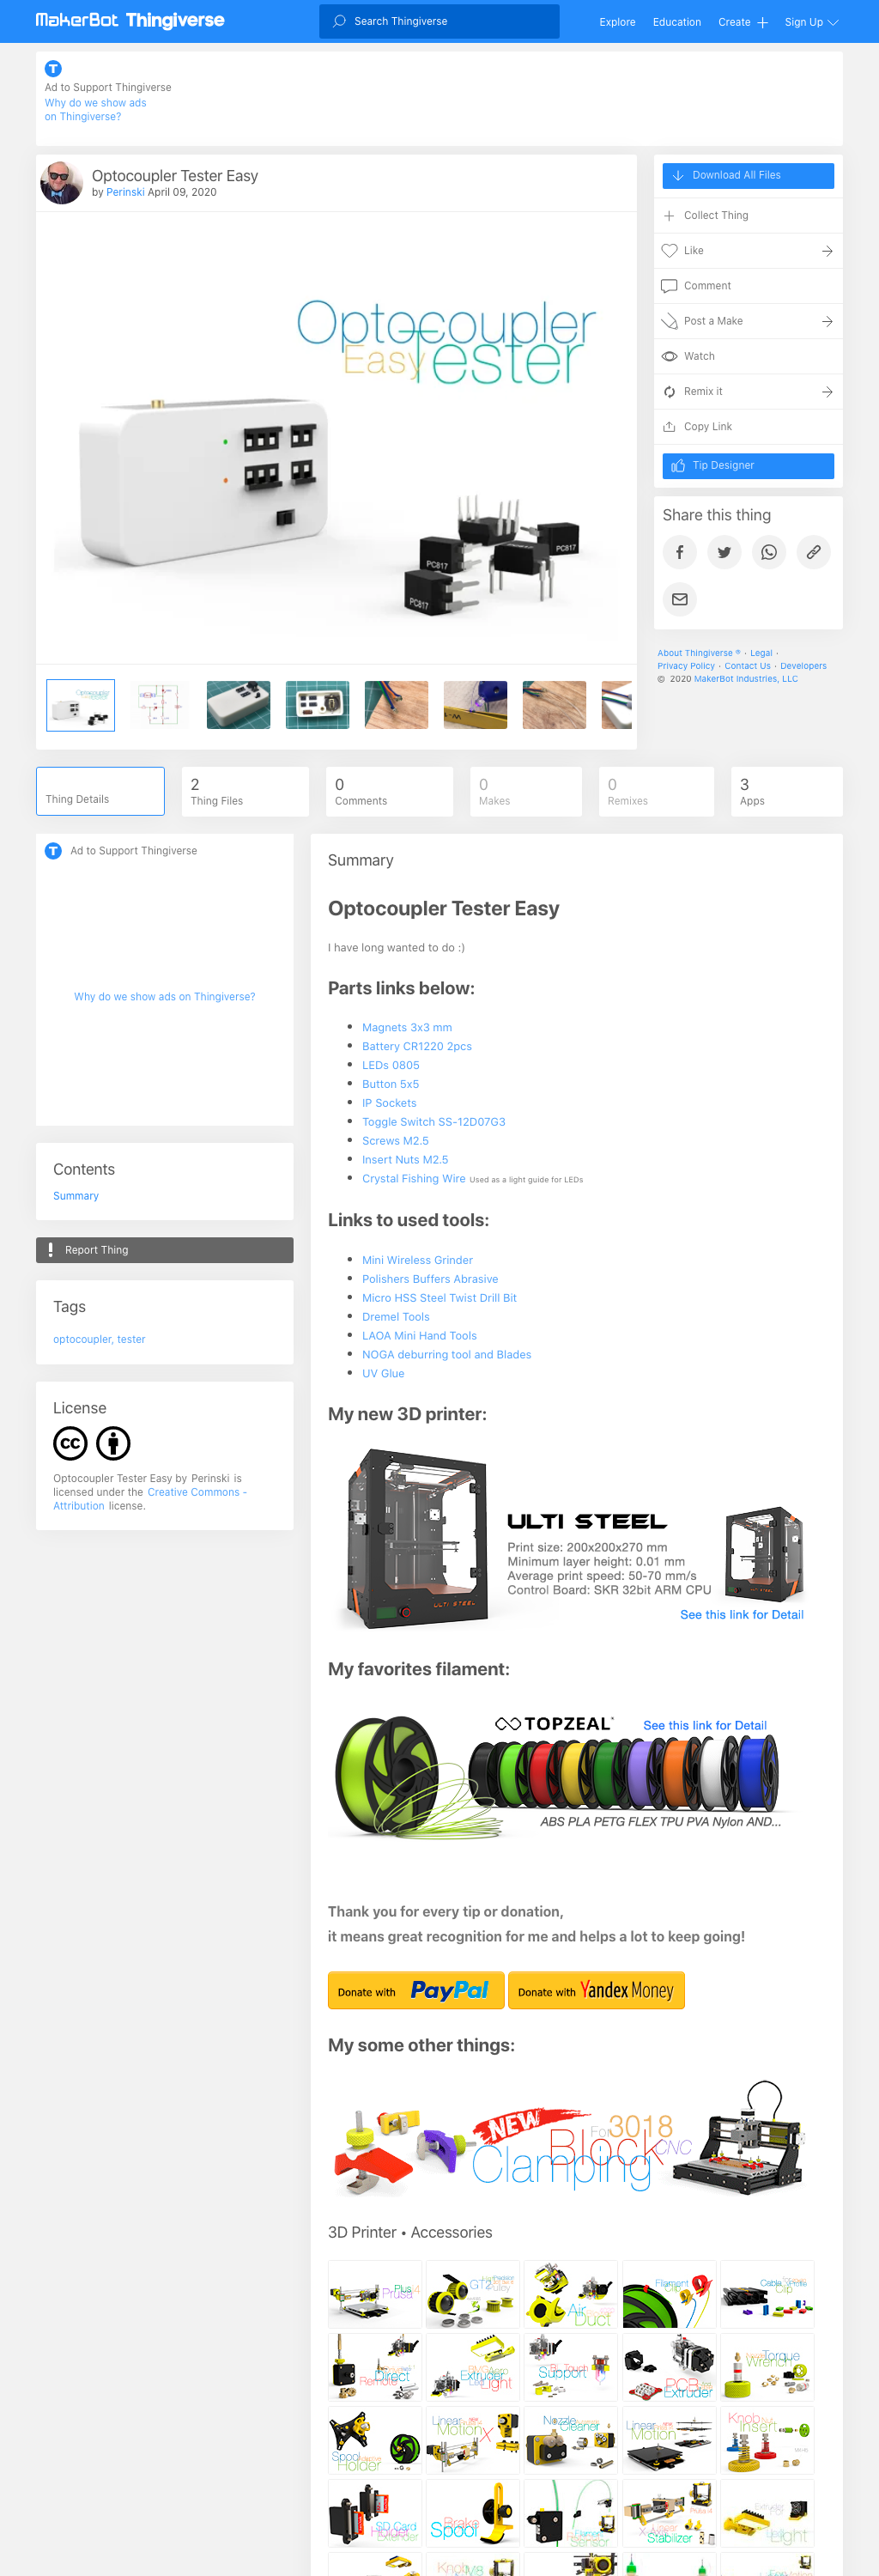 MakerBot Thingiverse
Search Thingiverse
Explore
Education
Create
Sign Up
Ad to Support Thingiverse
Why do we show ads
on Thingiverse?
Optocoupler Tester Easy
by Perinski April 09, 2020
Optocoupler
Easy Tester
PC817
PC817
PC817
Download All Files
Collect Thing
Like
Comment
Post a Make
Watch
Remix it
Copy Link
Tip Designer
Share this thing
About Thingiverse ® · Legal ·
Privacy Policy · Contact Us · Developers
© 2020 MakerBot Industries, LLC
Thing Details
2
Thing Files
0
Comments
0
Makes
0
Remixes
3
Apps
Ad to Support Thingiverse
Why do we show ads on Thingiverse?
Contents
Summary
Report Thing
Tags
optocoupler, tester
License
Optocoupler Tester Easy by Perinski is
licensed under the Creative Commons -
Attribution license.
Summary
Optocoupler Tester Easy
I have long wanted to do :)
Parts links below:
Magnets 3x3 mm
Battery CR1220 2pcs
LEDs 0805
Button 5x5
IP Sockets
Toggle Switch SS-12D07G3
Screws M2.5
Insert Nuts M2.5
Crystal Fishing Wire Used as a light guide for LEDs
Links to used tools:
Mini Wireless Grinder
Polishers Buffers Abrasive
Micro HSS Steel Twist Drill Bit
Dremel Tools
LAOA Mini Hand Tools
NOGA deburring tool and Blades
UV Glue
My new 3D printer:
ULTI STEEL
ULTI STEEL
Print size: 200x200x270 mm
Minimum layer height: 0.01 mm
Average print speed: 50-70 mm/s
Control Board: SKR 32bit ARM CPU
See this link for Detail
My favorites filament:
TOPZEAL
See this link for Detail
ABS PLA PETG FLEX TPU PVA Nylon AND...
Thank you for every tip or donation,
it means great recognition for me and helps a lot to keep going!
Donate with PayPal
Donate with Yandex Money
My some other things:
NEW
For 3018
Clamping Block CNC
3D Printer • Accessories
Plus 4
Prusa
GT2
Air
Duct
Filament
Clip
Cable
Clip
Direct
Remote
Extruder
Light
Touch
Support
PCB
Extruder
Torque
Wrench
Spool
Holder
Linear
Motion X
Nozzle
Cleaner
Linear
Motion
Knob
Insert
SD Card
Holder
Extender
Brake
Spool
Filament
Sensor
Stabilizer
Light
Knob M8